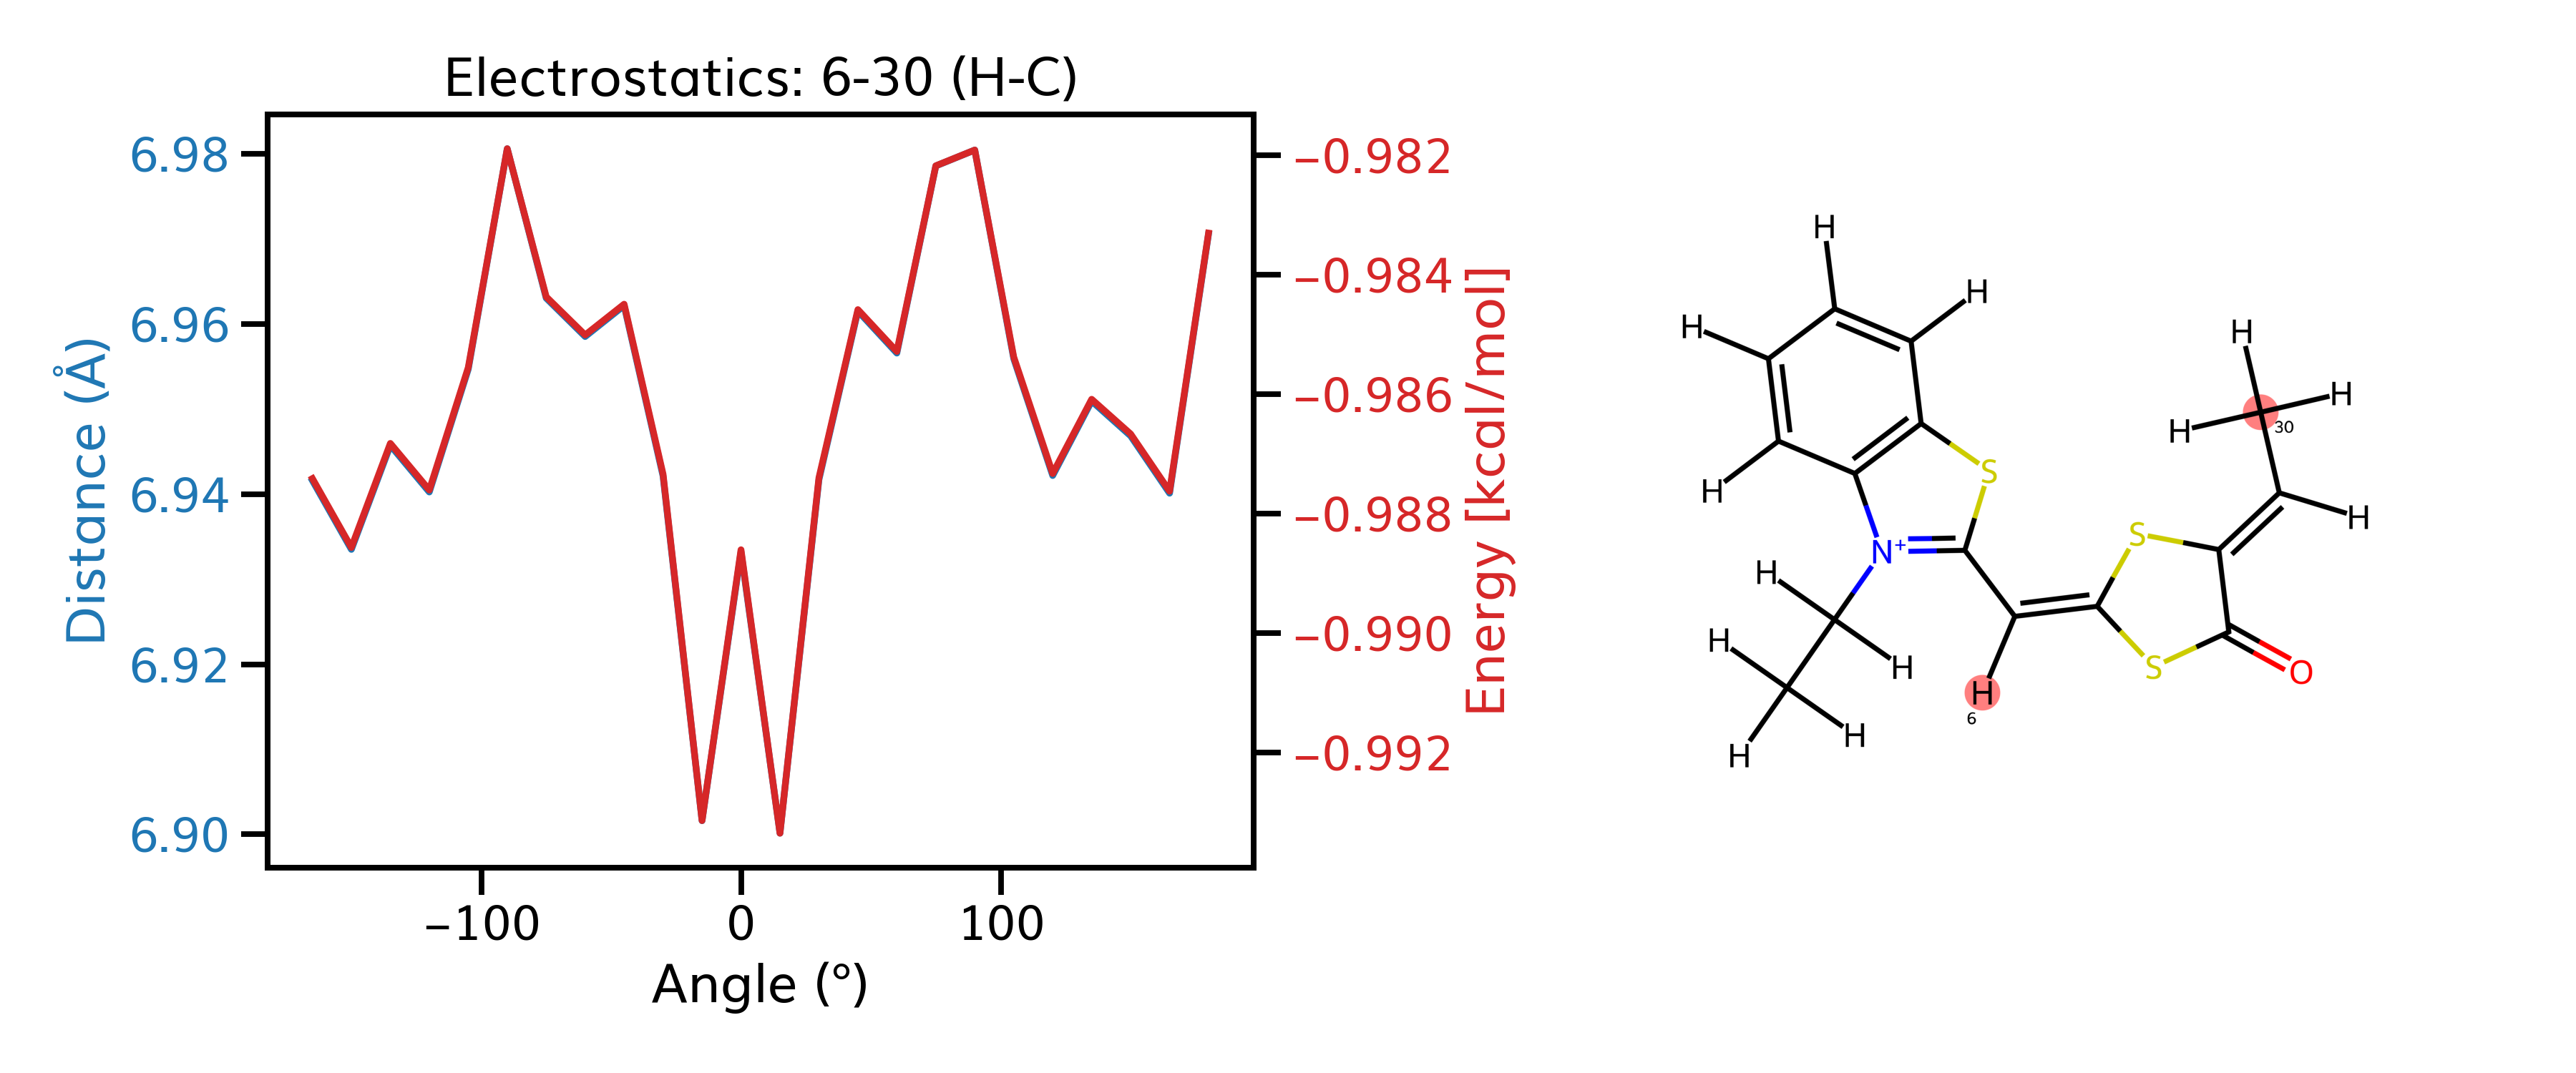 Electrostatics: 6-30 (H-C)
6.98
6.96
6.94
6.92
6.90
Distance (Å)
−0.982
−0.984
−0.986
−0.988
−0.990
−0.992
Energy [kcal/mol]
−100
0
100
Angle (°)
H
H
H
H
H
H
30
H
S
H
S
N+
H
H
H
S
O
H
6
H
H